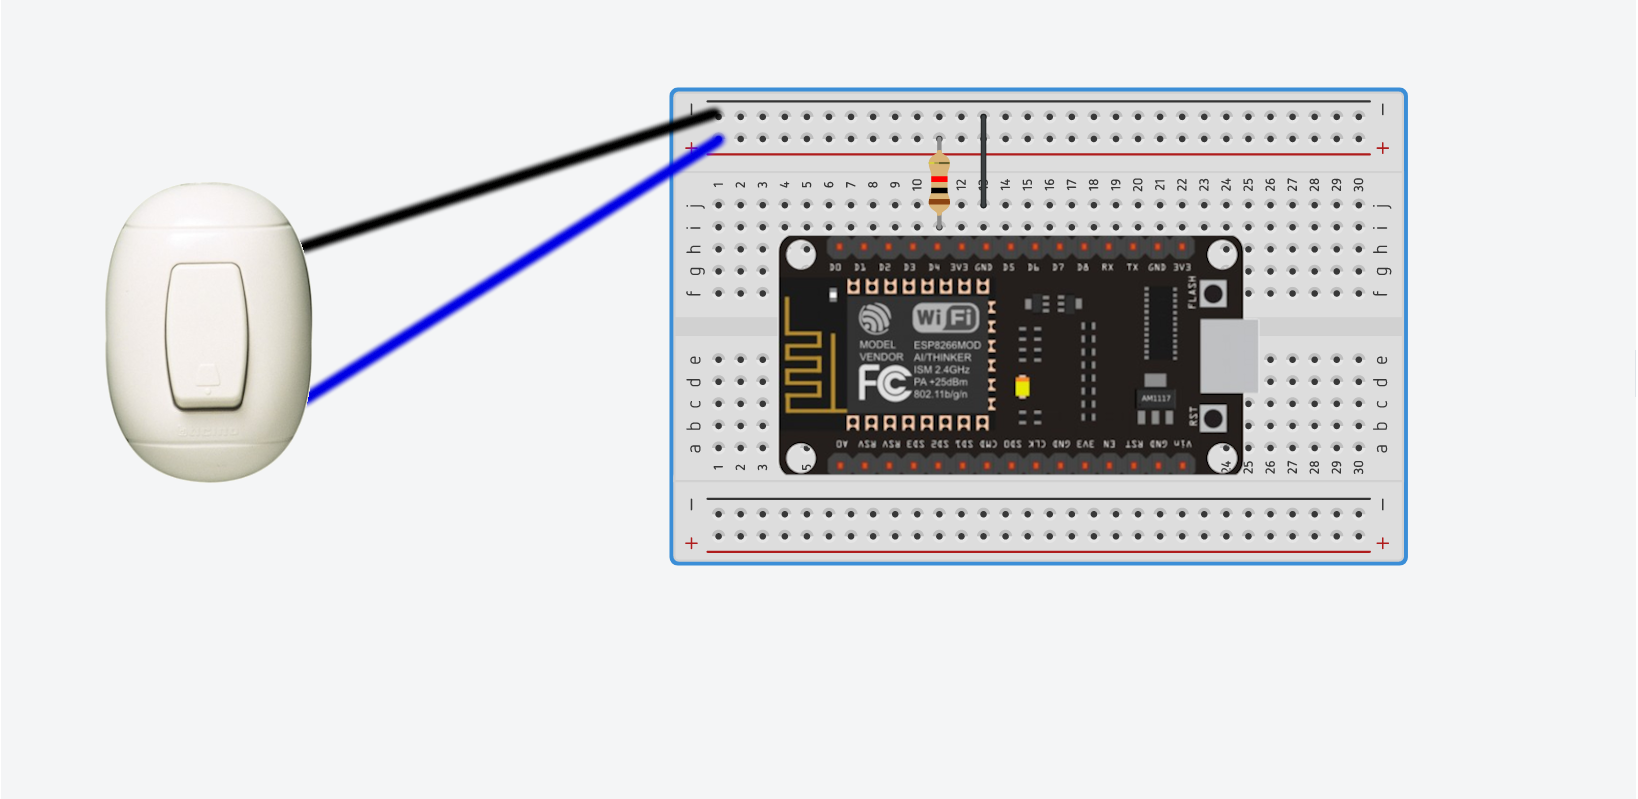 − −
+ +
1 2 3 4 5 6 7 8 9 10 12 13 14 15 16 17 18 19 20 21 22 23 24 25 26 27 28 29 30
j j
i i
h h
g g
f f
D0 D1 D2 D3 D4 3V3 GND D5 D6 D7 D8 RX TX GND 3V3
FLASH
Wi Fi
MODEL ESP8266MOD
VENDOR AI/THINKER
ISM 2.4GHz
PA +25dBm
802.11b/g/n
FC
AM1117
RST
e e
d d
c c
b b
a a
A0 RSV RSV SD3 SD2 SD1 CMD SD0 CLK GND 3V3 EN RST GND Vin
1 2 3 5 24 25 26 27 28 29 30
− −
+ +